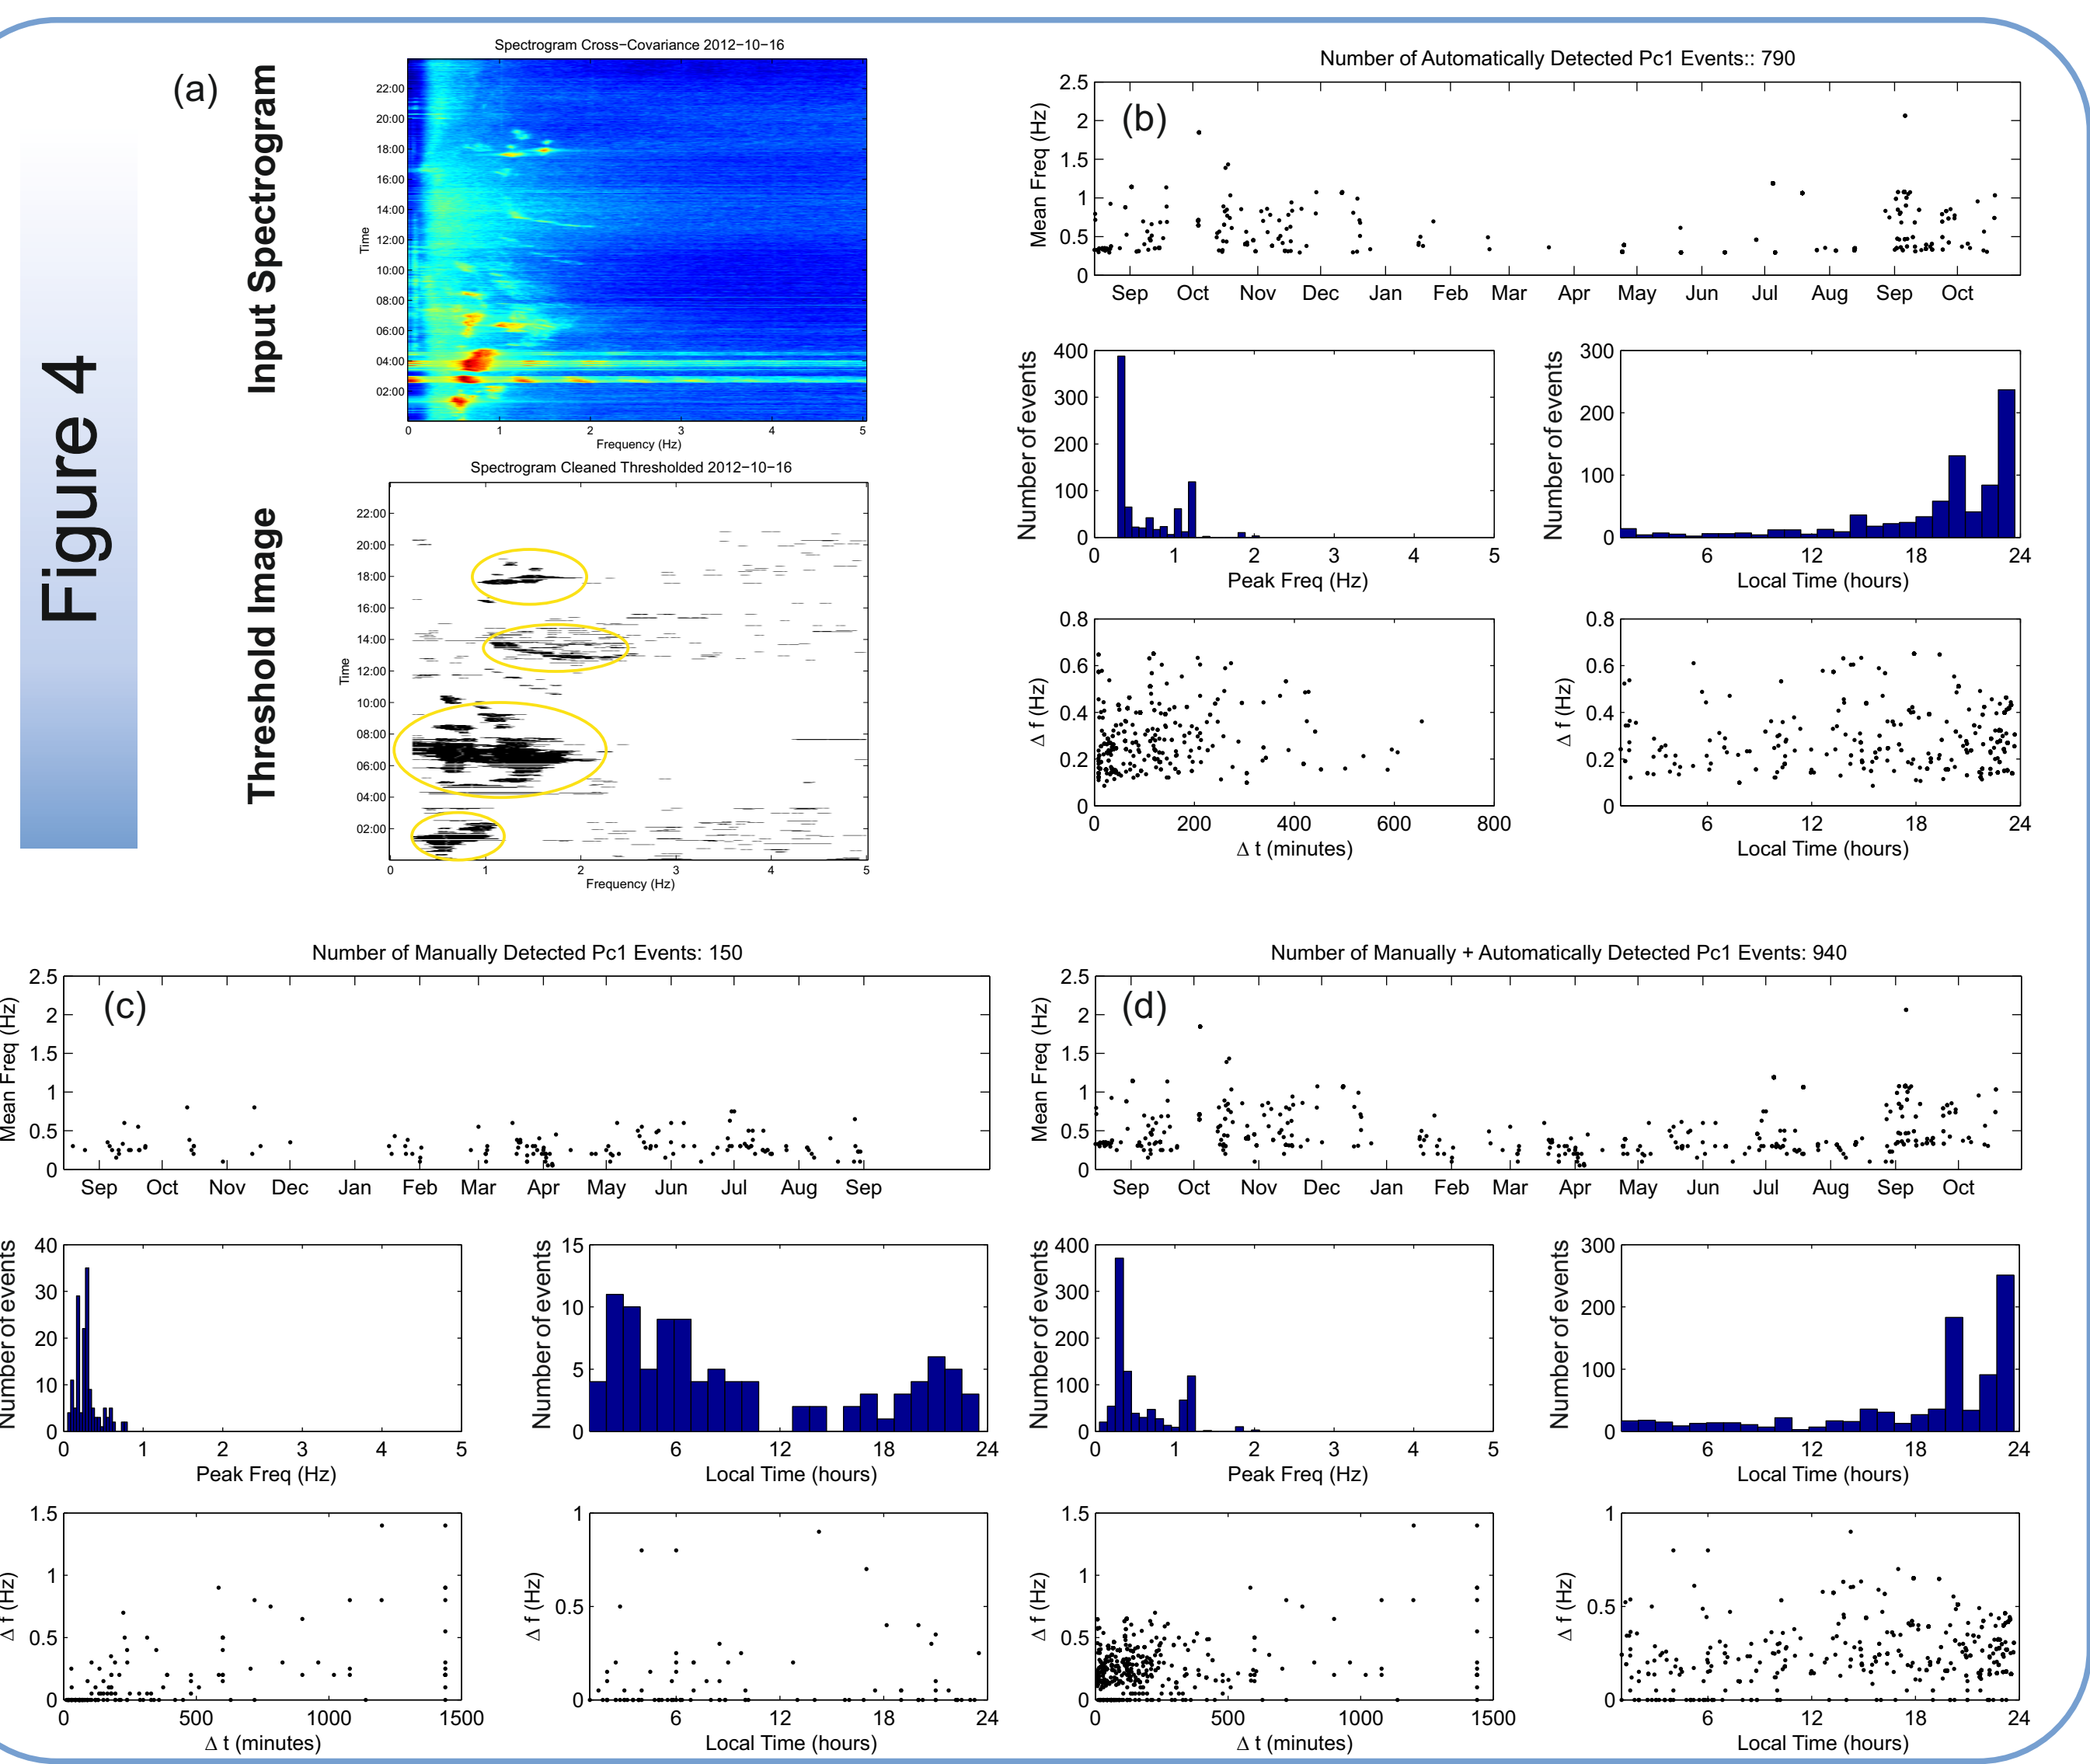 Figure 4
(a)
Input Spectrogram
Spectrogram Cross−Covariance 2012−10−16
Time
22:00
20:00
18:00
16:00
14:00
12:00
10:00
08:00
06:00
04:00
02:00
0 1 2 3 4 5
Frequency (Hz)
Threshold Image
Spectrogram Cleaned Thresholded 2012−10−16
Time
22:00
20:00
18:00
16:00
14:00
12:00
10:00
08:00
06:00
04:00
02:00
0 1 2 3 4 5
Frequency (Hz)
Number of Automatically Detected Pc1 Events:: 790
(b)
Mean Freq (Hz)
2.5
2
1.5
1
0.5
0
Sep Oct Nov Dec Jan Feb Mar Apr May Jun Jul Aug Sep Oct
Number of events
400
300
200
100
0
0 1 2 3 4 5
Peak Freq (Hz)
Number of events
300
200
100
0
6 12 18 24
Local Time (hours)
Δ f (Hz)
0.8
0.6
0.4
0.2
0
0 200 400 600 800
Δ t (minutes)
Δ f (Hz)
0.8
0.6
0.4
0.2
0
6 12 18 24
Local Time (hours)
Number of Manually Detected Pc1 Events: 150
(c)
Mean Freq (Hz)
2.5
2
1.5
1
0.5
0
Sep Oct Nov Dec Jan Feb Mar Apr May Jun Jul Aug Sep
Number of events
40
30
20
10
0
0 1 2 3 4 5
Peak Freq (Hz)
Number of events
15
10
5
0
6 12 18 24
Local Time (hours)
Δ f (Hz)
1.5
1
0.5
0
0 500 1000 1500
Δ t (minutes)
Δ f (Hz)
1
0.5
0
6 12 18 24
Local Time (hours)
Number of Manually + Automatically Detected Pc1 Events: 940
(d)
Mean Freq (Hz)
2.5
2
1.5
1
0.5
0
Sep Oct Nov Dec Jan Feb Mar Apr May Jun Jul Aug Sep Oct
Number of events
400
300
200
100
0
0 1 2 3 4 5
Peak Freq (Hz)
Number of events
300
200
100
0
6 12 18 24
Local Time (hours)
Δ f (Hz)
1.5
1
0.5
0
0 500 1000 1500
Δ t (minutes)
Δ f (Hz)
1
0.5
0
6 12 18 24
Local Time (hours)